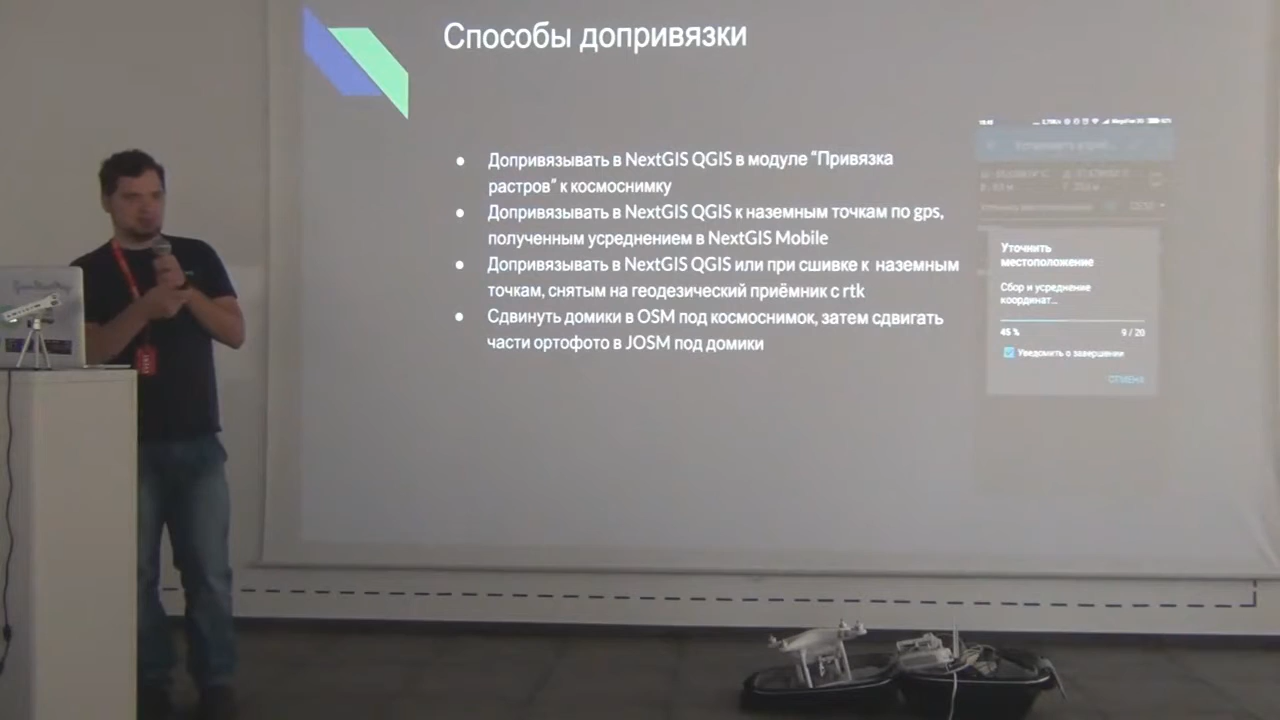 Способы допривязки
● Допривязывать в NextGIS QGIS в модуле “Привязка
растров” к космоснимку
● Допривязывать в NextGIS QGIS к наземным точкам по gps,
полученным усреднением в NextGIS Mobile
● Допривязывать в NextGIS QGIS или при сшивке к наземным
точкам, снятым на геодезический приёмник с rtk
● Сдвинуть домики в OSM под космоснимок, затем сдвигать
части ортофото в JOSM под домики
Уточнить
местоположение
Сбор и усреднение
координат...
45 % 9 / 20
Уведомить о завершении
ОТМЕНА